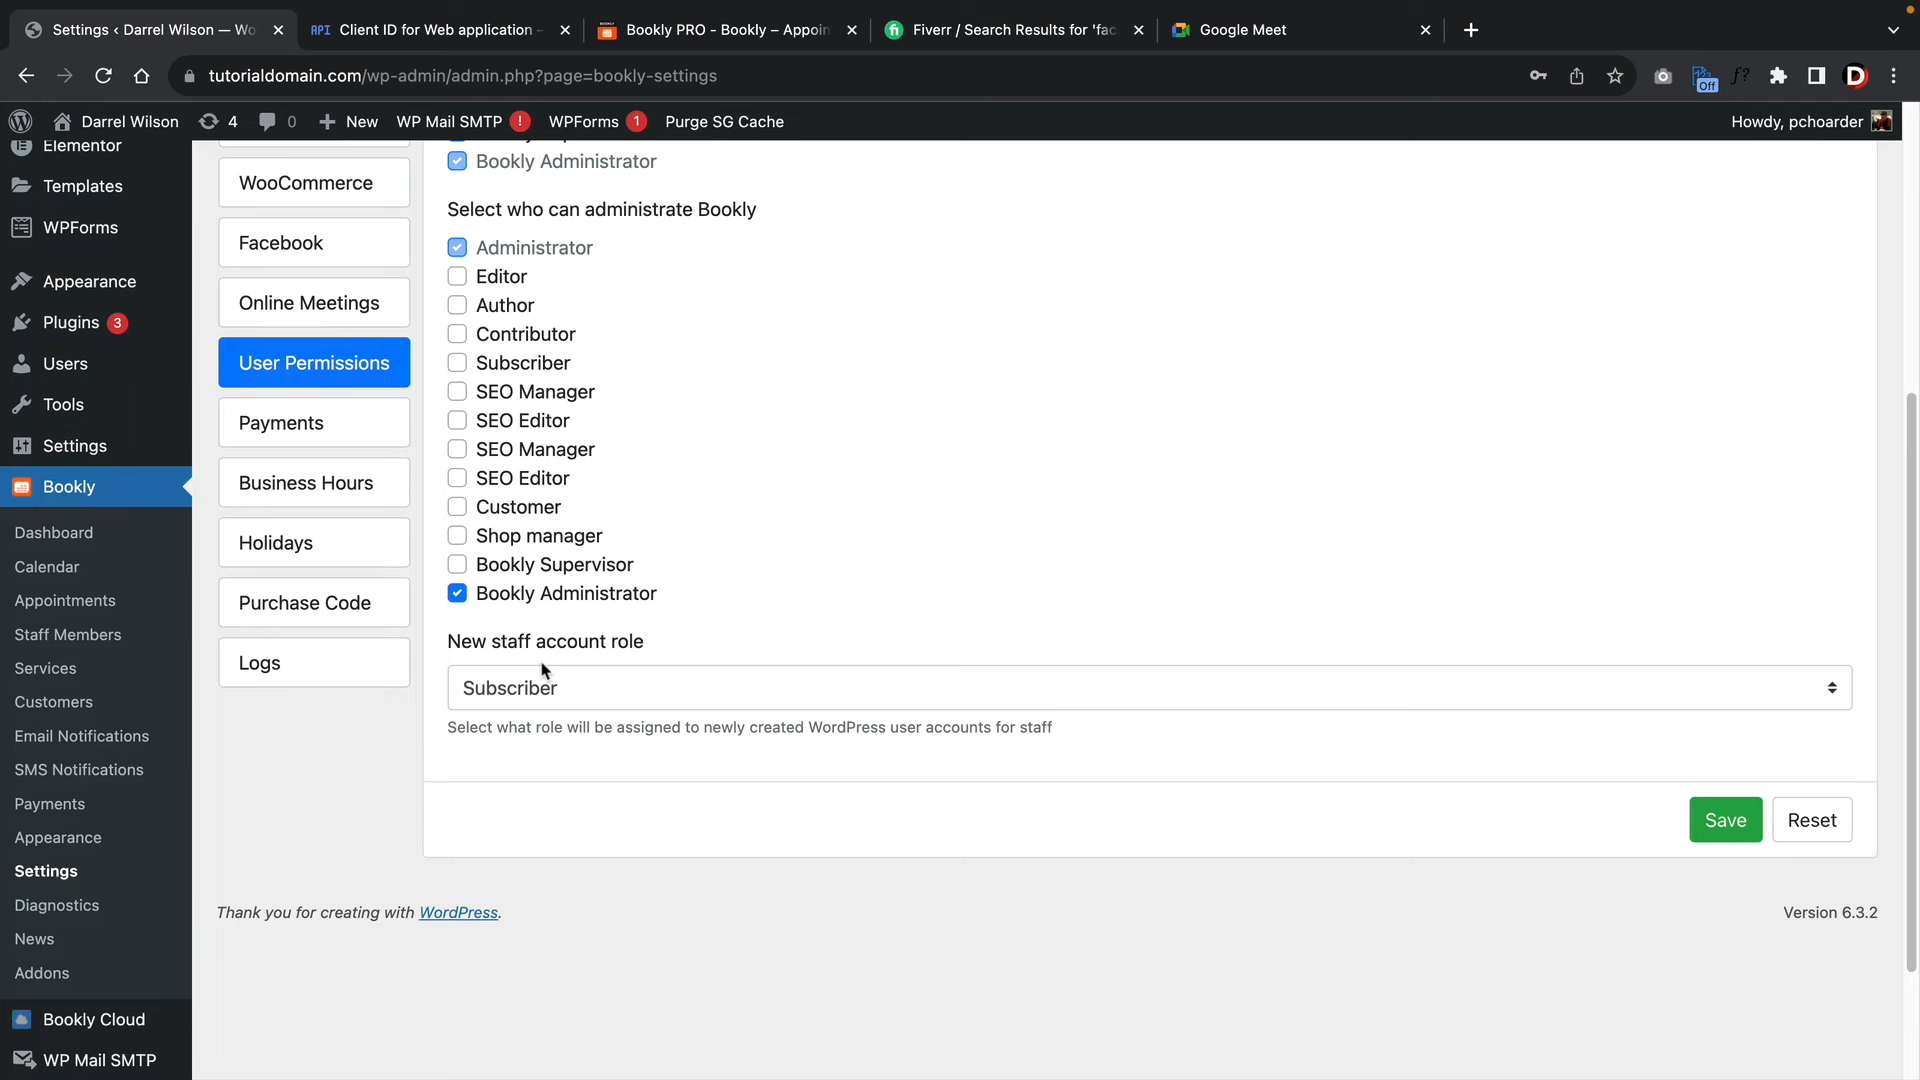 Settings ‹ Darrel Wilson — Wo
Client ID for Web application -
Bookly PRO - Bookly – Appoin
Fiverr / Search Results for 'fac
Google Meet
tutorialdomain.com/wp-admin/admin.php?page=bookly-settings
Off
f?
D
Darrel Wilson
4
0
New
WP Mail SMTP !
WPForms 1
Purge SG Cache
Howdy, pchoarder
Elementor
Templates
WPForms
Appearance
Plugins 3
Users
Tools
Settings
Bookly
Dashboard
Calendar
Appointments
Staff Members
Services
Customers
Email Notifications
SMS Notifications
Payments
Appearance
Settings
Diagnostics
News
Addons
Bookly Cloud
WP Mail SMTP
WooCommerce
Facebook
Online Meetings
User Permissions
Payments
Business Hours
Holidays
Purchase Code
Logs
Bookly Administrator
Select who can administrate Bookly
Administrator
Editor
Author
Contributor
Subscriber
SEO Manager
SEO Editor
SEO Manager
SEO Editor
Customer
Shop manager
Bookly Supervisor
Bookly Administrator
New staff account role
Subscriber
Select what role will be assigned to newly created WordPress user accounts for staff
Save
Reset
Thank you for creating with WordPress.
Version 6.3.2